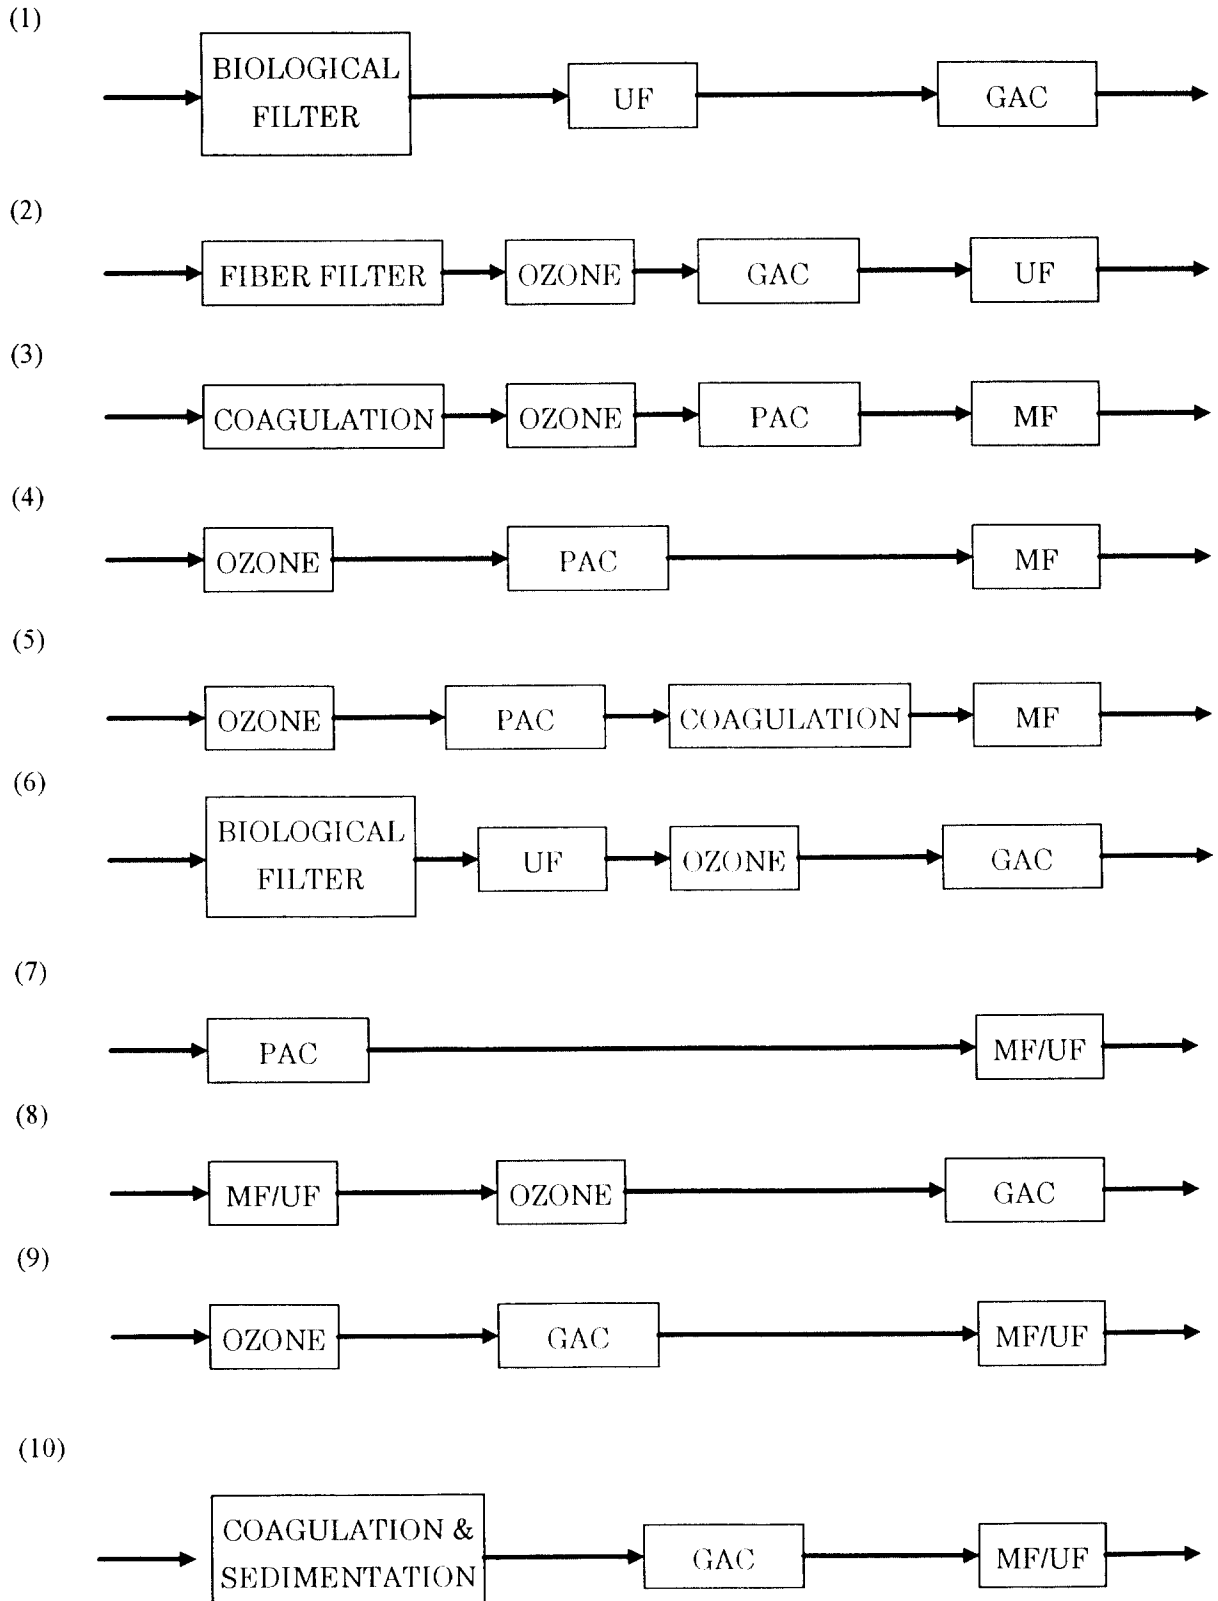 (1)
BIOLOGICAL
FILTER
UF
GAC
(2)
FIBER FILTER
OZONE
GAC
UF
(3)
COAGULATION
OZONE
PAC
MF
(4)
OZONE
PAC
MF
(5)
OZONE
PAC
COAGULATION
MF
(6)
BIOLOGICAL
FILTER
UF
OZONE
GAC
(7)
PAC
MF/UF
(8)
MF/UF
OZONE
GAC
(9)
OZONE
GAC
MF/UF
(10)
COAGULATION &
SEDIMENTATION
GAC
MF/UF